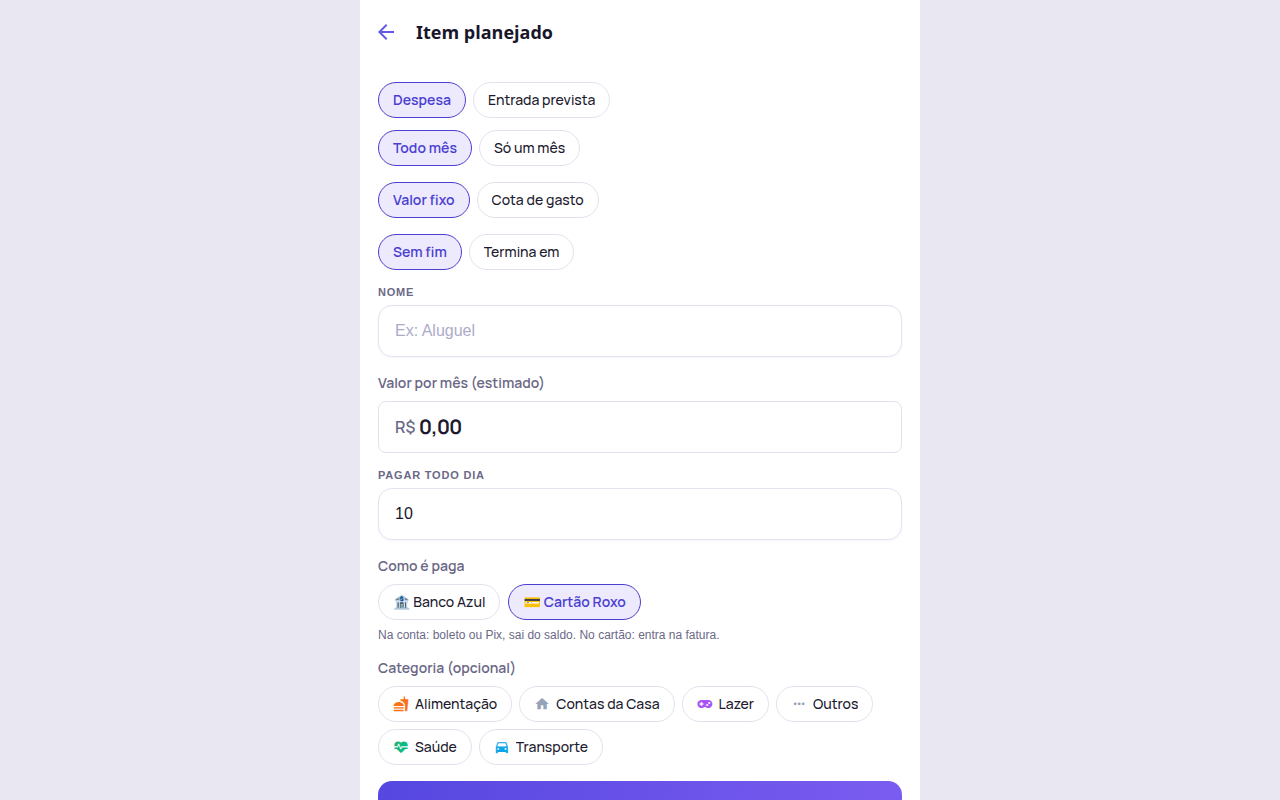 Item planejado
Despesa Entrada prevista
Todo mês Só um mês
Valor fixo Cota de gasto
Sem fim Termina em
NOME
Ex: Aluguel
Valor por mês (estimado)
R$ 0,00
PAGAR TODO DIA
10
Como é paga
Banco Azul Cartão Roxo
Na conta: boleto ou Pix, sai do saldo. No cartão: entra na fatura.
Categoria (opcional)
Alimentação Contas da Casa Lazer Outros
Saúde Transporte